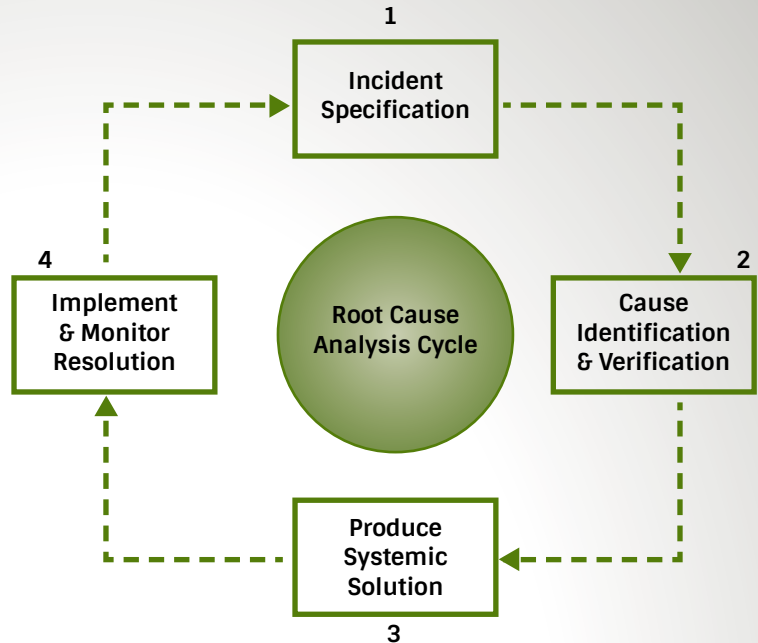 1
Incident
Specification
2
Cause
Identification
& Verification
3
Produce
Systemic
Solution
4
Implement
& Monitor
Resolution
Root Cause
Analysis Cycle